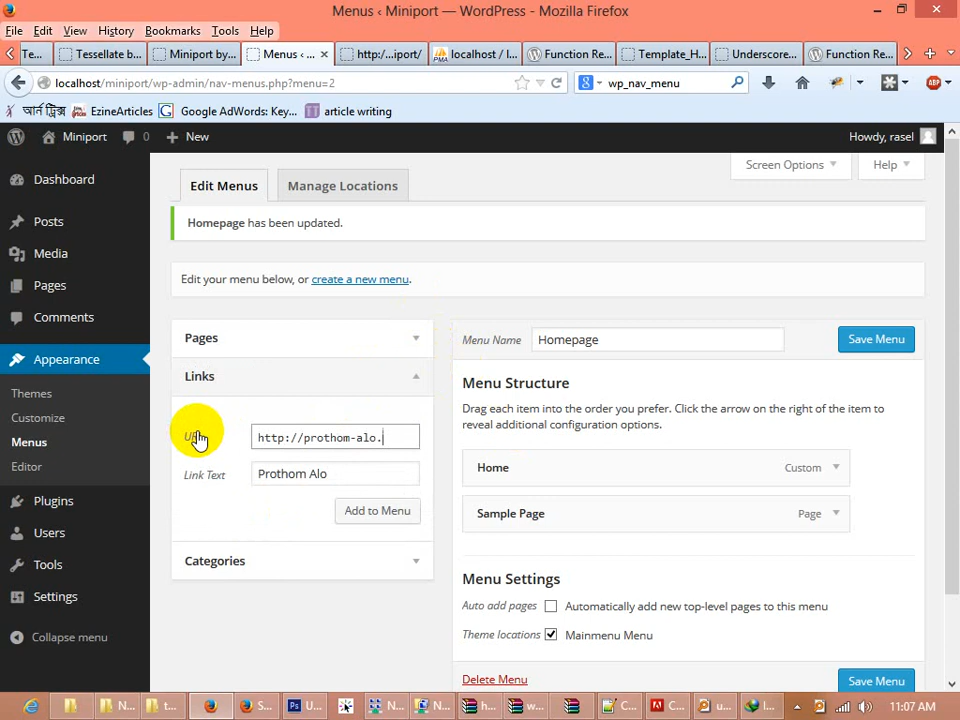 Menus ‹ Miniport — WordPress - Mozilla Firefox
File Edit View History Bookmarks Tools Help
Te... Tessellate b... Miniport by... Menus ‹ ... × http:/...iport/ localhost / l... Function Re... Template_H... Underscore... Function Re...
localhost/miniport/wp-admin/nav-menus.php?menu=2
wp_nav_menu
EzineArticles Google AdWords: Key... article writing
Miniport 0 + New Howdy, rasel
Screen Options Help
Dashboard
Posts
Media
Pages
Comments
Appearance
Themes
Customize
Menus
Editor
Plugins
Users
Tools
Settings
Collapse menu
Edit Menus Manage Locations
Homepage has been updated.
Edit your menu below, or create a new menu.
Pages
Links
http://prothom-alo.
Link Text Prothom Alo
Add to Menu
Categories
Menu Name Homepage Save Menu
Menu Structure
Drag each item into the order you prefer. Click the arrow on the right of the item to
reveal additional configuration options.
Home Custom
Sample Page Page
Menu Settings
Auto add pages Automatically add new top-level pages to this menu
Theme locations Mainmenu Menu
Delete Menu Save Menu
N... t... S... U... N... N... h... w... C... C... u... l... 11:07 AM